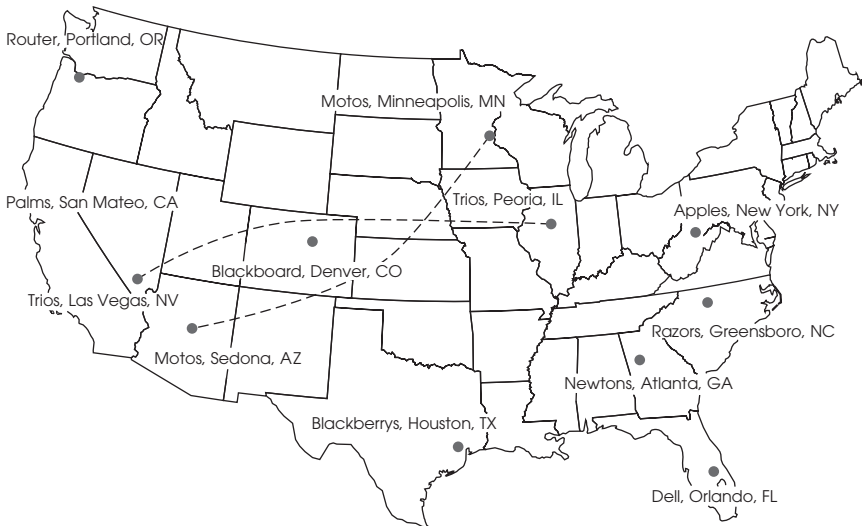 Router, Portland, OR
Motos, Minneapolis, MN
Palms, San Mateo, CA
Trios, Peoria, IL
Apples, New York, NY
Blackboard, Denver, CO
Trios, Las Vegas, NV
Razors, Greensboro, NC
Motos, Sedona, AZ
Newtons, Atlanta, GA
Blackberrys, Houston, TX
Dell, Orlando, FL